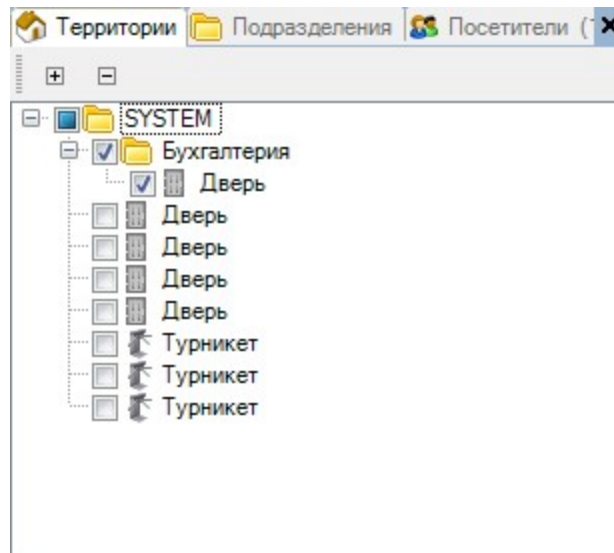 Территории Подразделения Посетители (
SYSTEM
Бухгалтерия
Дверь
Дверь
Дверь
Дверь
Дверь
Турникет
Турникет
Турникет